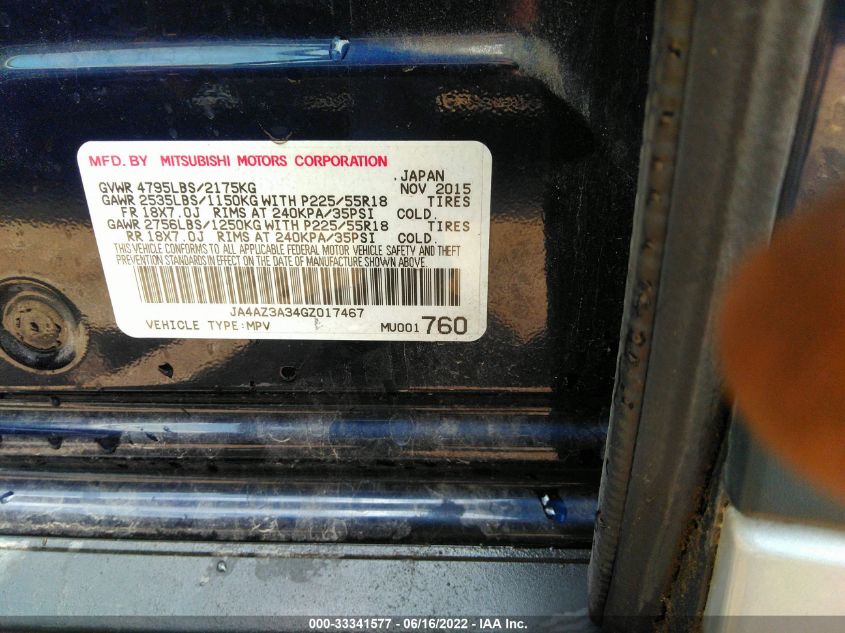 MFD. BY MITSUBISHI MOTORS CORPORATION
JAPAN
GVWR 4795LBS/2175KG NOV 2015
GAWR 2535LBS/1150KG WITH P225/55R18 TIRES
FR 18X7.0J RIMS AT 240KPA/35PSI COLD.
GAWR 2756LBS/1250KG WITH P225/55R18 TIRES
RR 18X7.0J RIMS AT 240KPA/35PSI COLD.
THIS VEHICLE CONFORMS TO ALL APPLICABLE FEDERAL MOTOR VEHICLE SAFETY AND THEFT
PREVENTION STANDARDS IN EFFECT ON THE DATE OF MANUFACTURE SHOWN ABOVE.
JA4AZ3A34GZ017467
VEHICLE TYPE:MPV MU001760
000-33341577 - 06/16/2022 - IAA Inc.